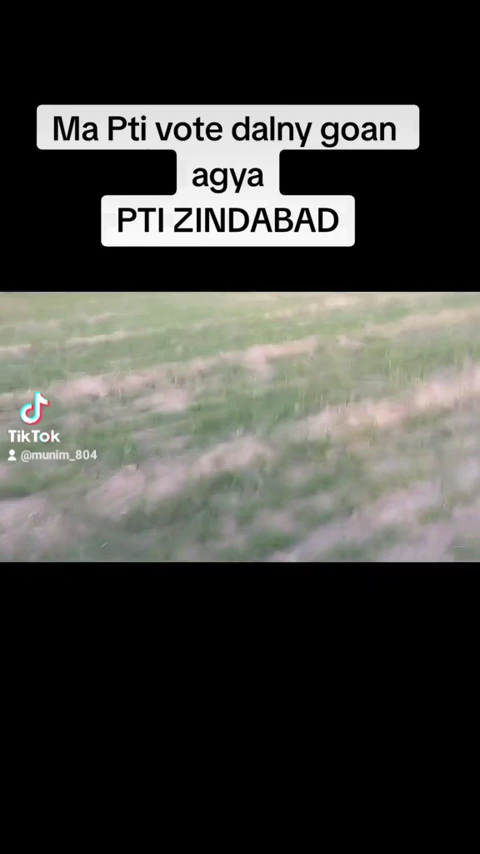 Ma Pti vote dalny goan
agya
PTI ZINDABAD
TikTok
@munim_804